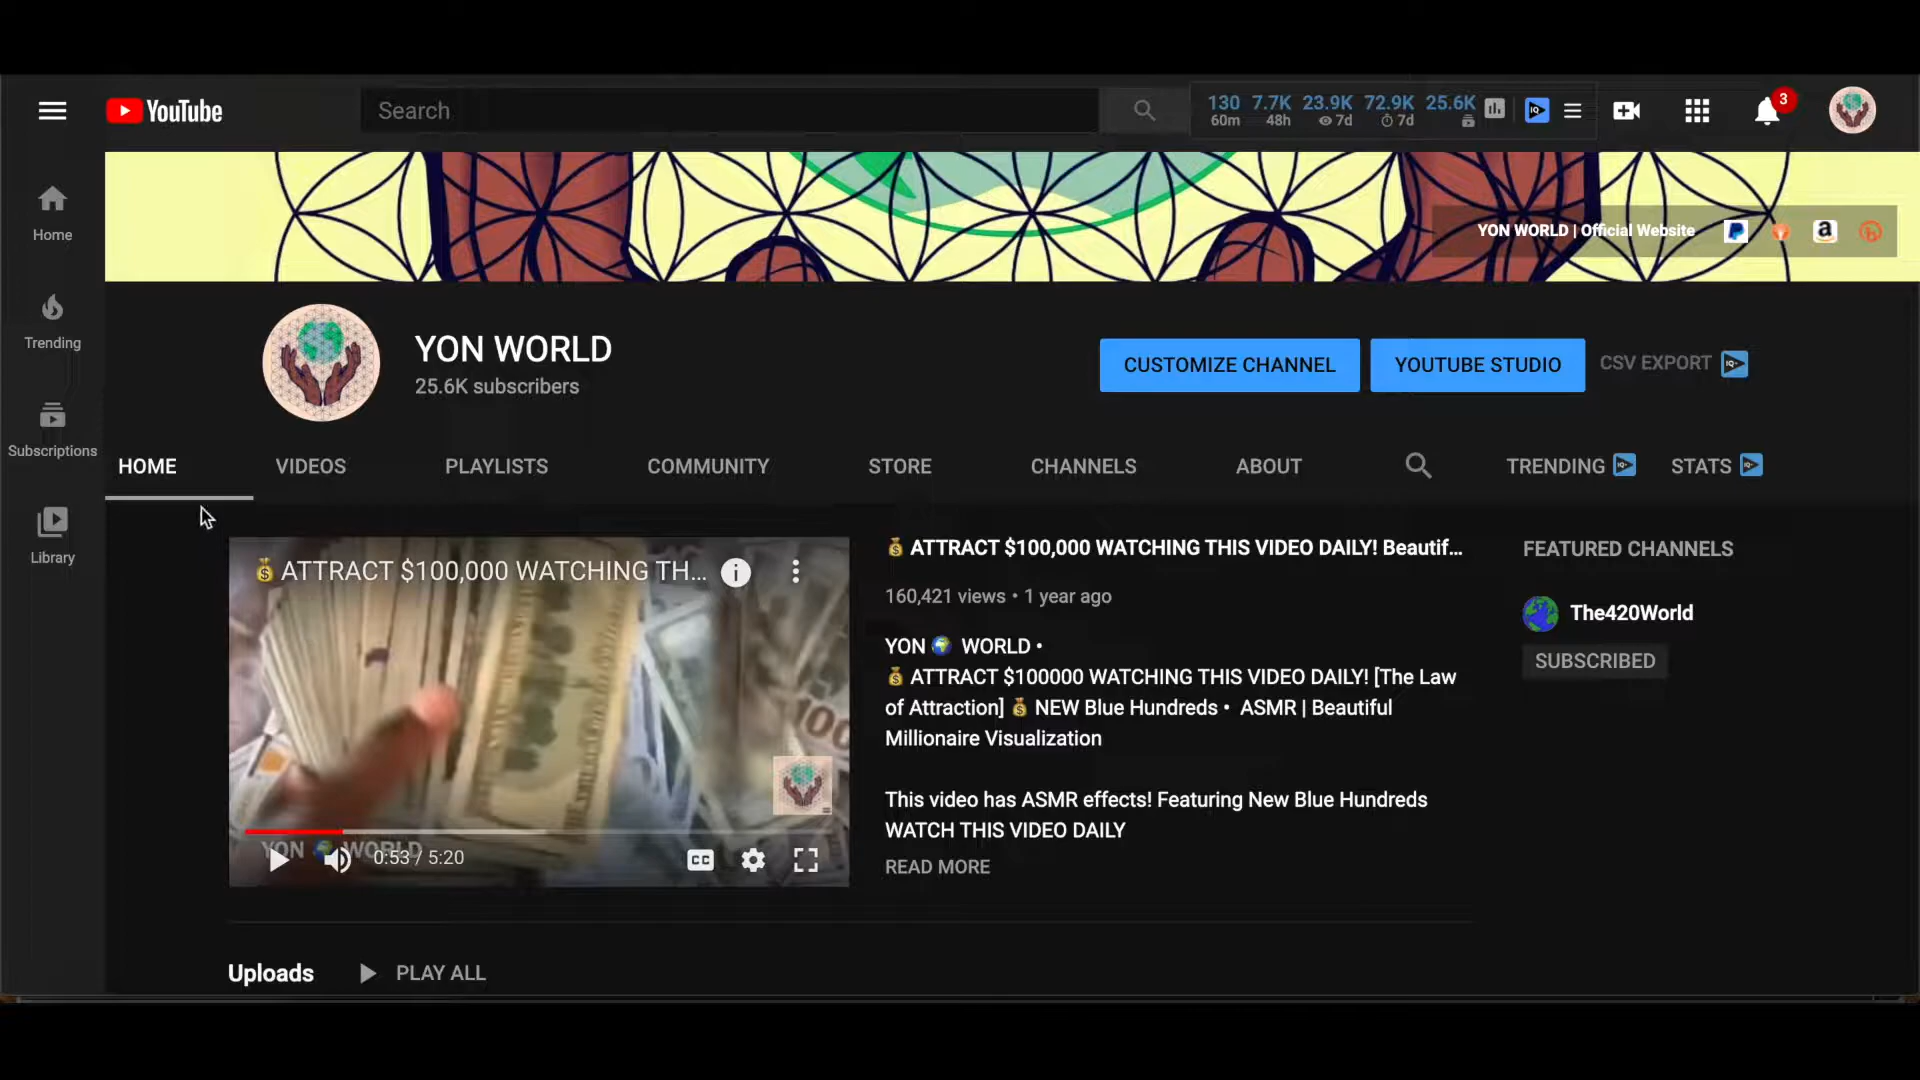 YouTube
Search
130 7.7K 23.9K 72.9K 25.6K
60m 48h 7d 7d
3
Home
Trending
Subscriptions
Library
YON WORLD | Official Website
YON WORLD
25.6K subscribers
CUSTOMIZE CHANNEL
YOUTUBE STUDIO
CSV EXPORT
HOME VIDEOS PLAYLISTS COMMUNITY STORE CHANNELS ABOUT TRENDING STATS
💰 ATTRACT $100,000 WATCHING TH...
YON 🌍 WORLD
0:53 / 5:20
CC
💰 ATTRACT $100,000 WATCHING THIS VIDEO DAILY! Beautif...
160,421 views • 1 year ago
YON 🌍 WORLD •
💰 ATTRACT $100000 WATCHING THIS VIDEO DAILY! [The Law
of Attraction] 💰 NEW Blue Hundreds • ASMR | Beautiful
Millionaire Visualization
This video has ASMR effects! Featuring New Blue Hundreds
WATCH THIS VIDEO DAILY
READ MORE
FEATURED CHANNELS
The420World
SUBSCRIBED
Uploads
PLAY ALL